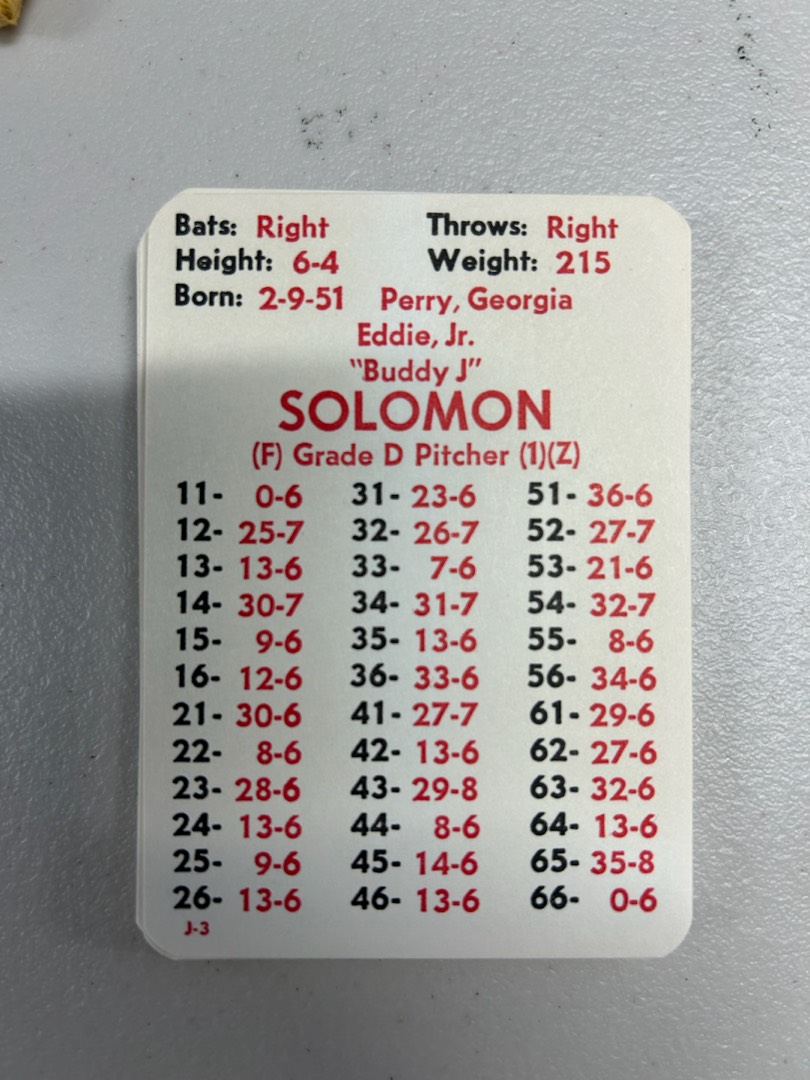 Bats: Right Throws: Right
Height: 6-4 Weight: 215
Born: 2-9-51 Perry, Georgia
Eddie, Jr.
"Buddy J"
SOLOMON
(F) Grade D Pitcher (1)(Z)
11- 0-6 31- 23-6 51- 36-6
12- 25-7 32- 26-7 52- 27-7
13- 13-6 33- 7-6 53- 21-6
14- 30-7 34- 31-7 54- 32-7
15- 9-6 35- 13-6 55- 8-6
16- 12-6 36- 33-6 56- 34-6
21- 30-6 41- 27-7 61- 29-6
22- 8-6 42- 13-6 62- 27-6
23- 28-6 43- 29-8 63- 32-6
24- 13-6 44- 8-6 64- 13-6
25- 9-6 45- 14-6 65- 35-8
26- 13-6 46- 13-6 66- 0-6
J-3